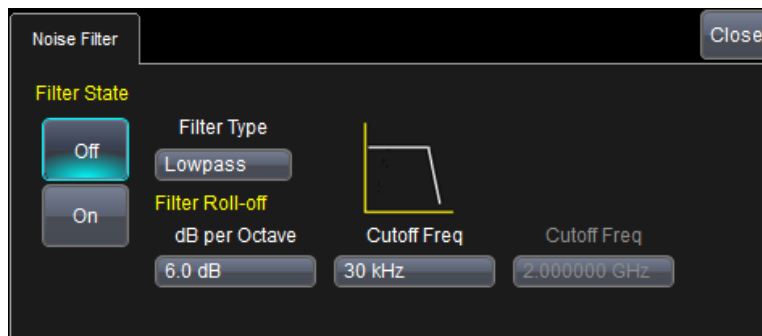 Noise Filter
Close
Filter State
Off
On
Filter Type
Lowpass
Filter Roll-off
dB per Octave
Cutoff Freq
Cutoff Freq
6.0 dB
30 kHz
2.000000 GHz